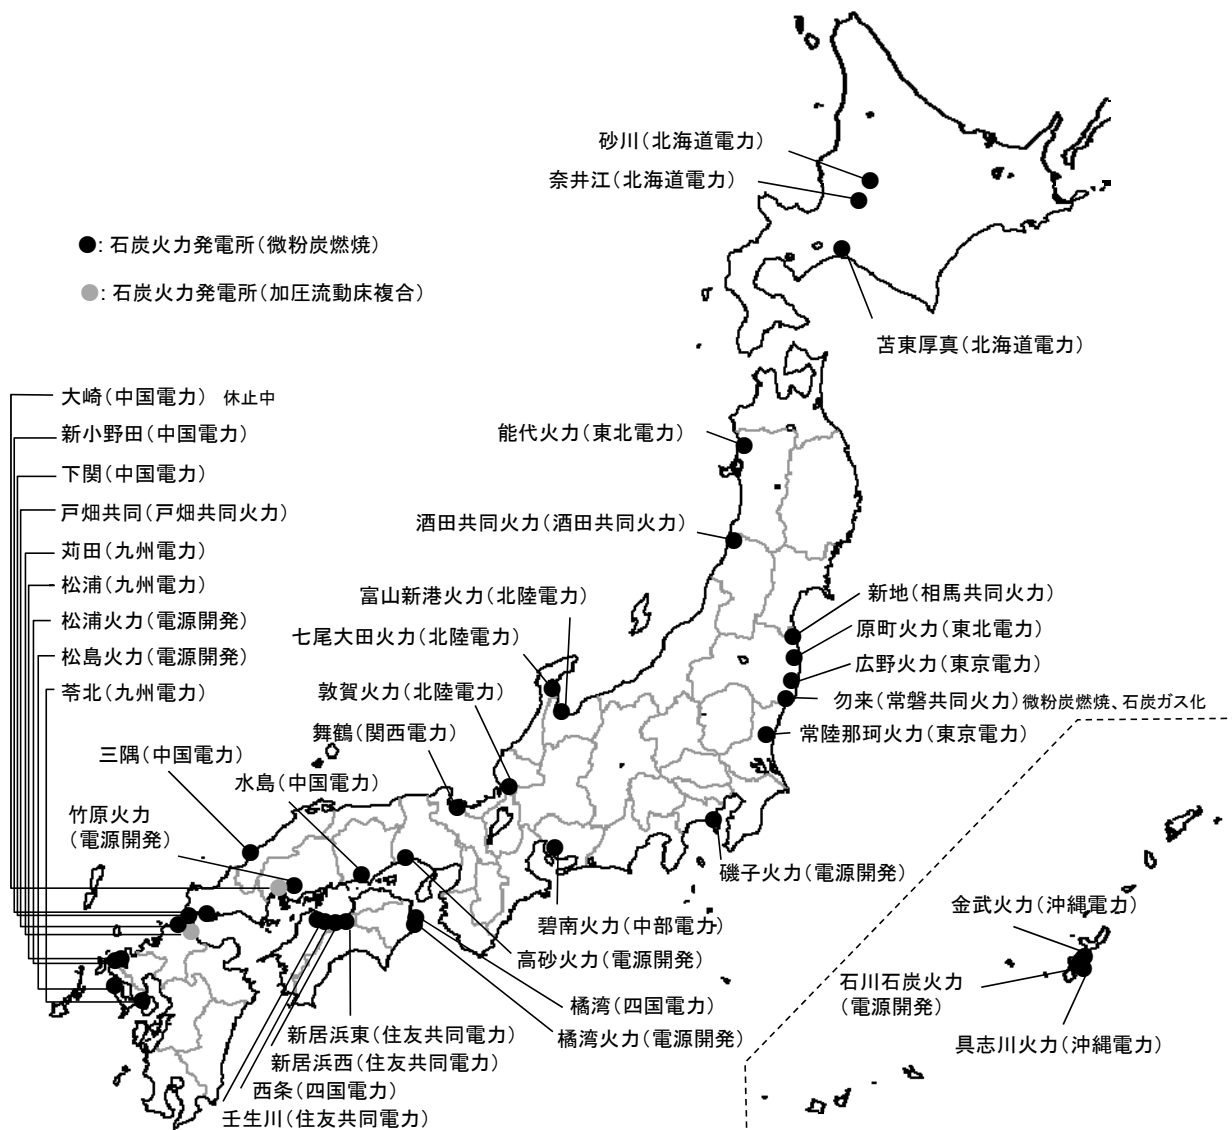 砂川(北海道電力)
奈井江(北海道電力)
●: 石炭火力発電所(微粉炭燃焼)
●: 石炭火力発電所(加圧流動床複合)
苫東厚真(北海道電力)
大崎(中国電力) 休止中
新小野田(中国電力)
下関(中国電力)
戸畑共同(戸畑共同火力)
苅田(九州電力)
松浦(九州電力)
松浦火力(電源開発)
松島火力(電源開発)
苓北(九州電力)
能代火力(東北電力)
酒田共同火力(酒田共同火力)
富山新港火力(北陸電力)
七尾大田火力(北陸電力)
敦賀火力(北陸電力)
舞鶴(関西電力)
新地(相馬共同火力)
原町火力(東北電力)
広野火力(東京電力)
勿来(常磐共同火力)微粉炭燃焼、石炭ガス化
常陸那珂火力(東京電力)
三隅(中国電力)
水島(中国電力)
竹原火力
(電源開発)
磯子火力(電源開発)
碧南火力(中部電力)
高砂火力(電源開発)
橘湾(四国電力)
橘湾火力(電源開発)
新居浜東(住友共同電力)
新居浜西(住友共同電力)
西条(四国電力)
壬生川(住友共同電力)
金武火力(沖縄電力)
石川石炭火力
(電源開発)
具志川火力(沖縄電力)